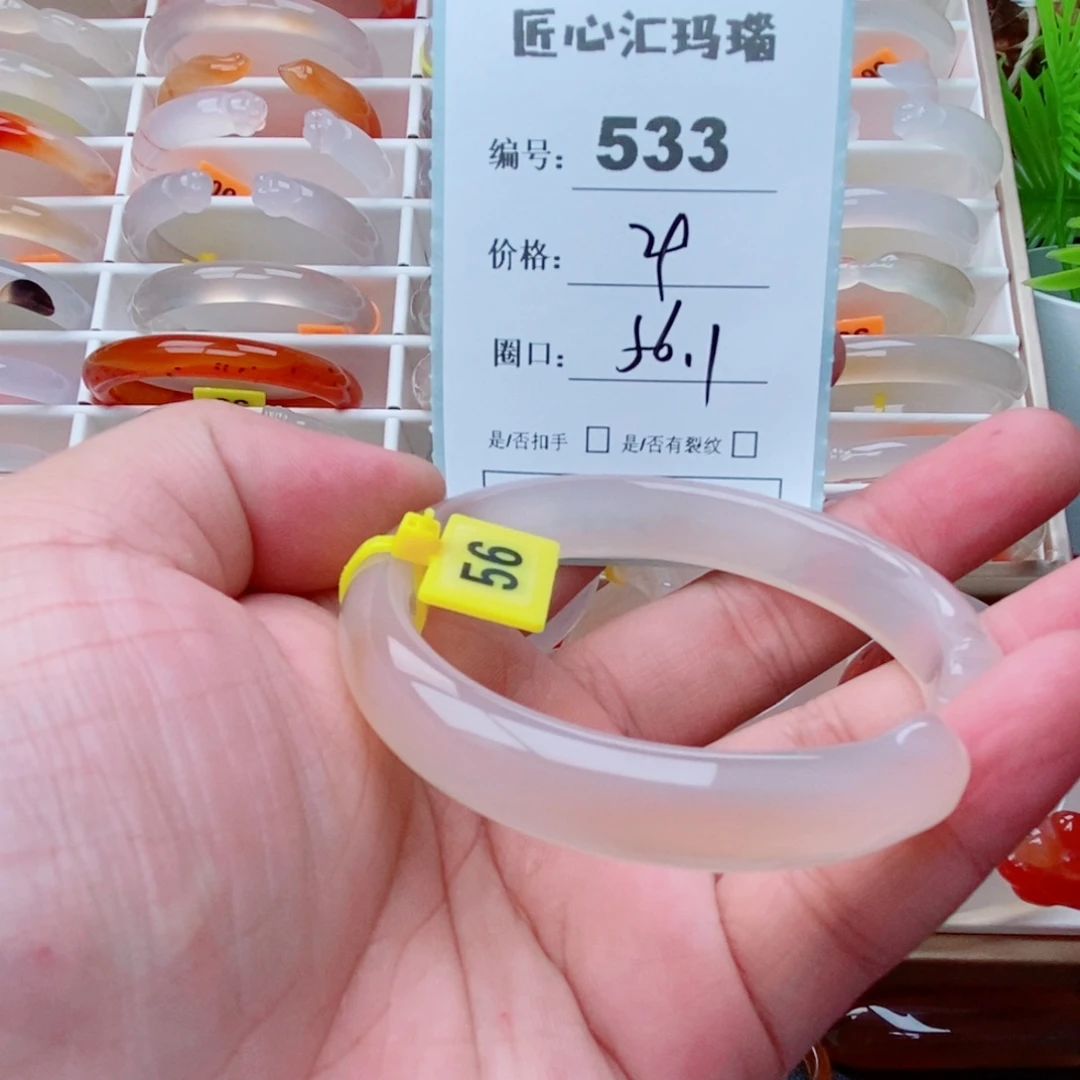 匠心汇玛瑙
编号: 533
价格:
圈口: 56.1
是/否扣手 □ 是/否有裂纹 □
56